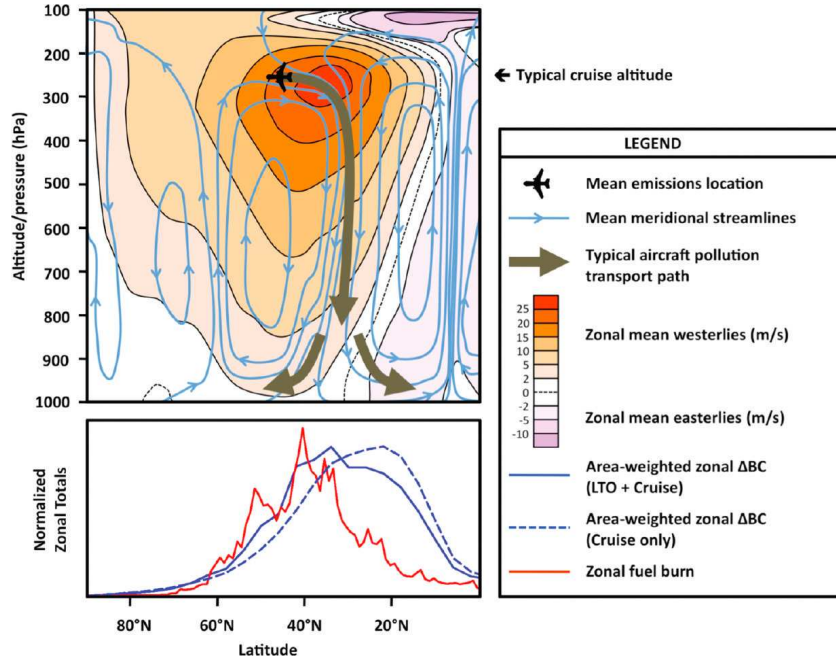 100
200
300
400
500
600
700
800
900
1000
Altitude/pressure (hPa)
← Typical cruise altitude
LEGEND
Mean emissions location
Mean meridional streamlines
Typical aircraft pollution
transport path
25
20
15
10
5
2
0
-2
-5
-10
Zonal mean westerlies (m/s)
Zonal mean easterlies (m/s)
Area-weighted zonal ΔBC
(LTO + Cruise)
Area-weighted zonal ΔBC
(Cruise only)
Zonal fuel burn
Normalized
Zonal Totals
80°N
60°N
40°N
20°N
Latitude